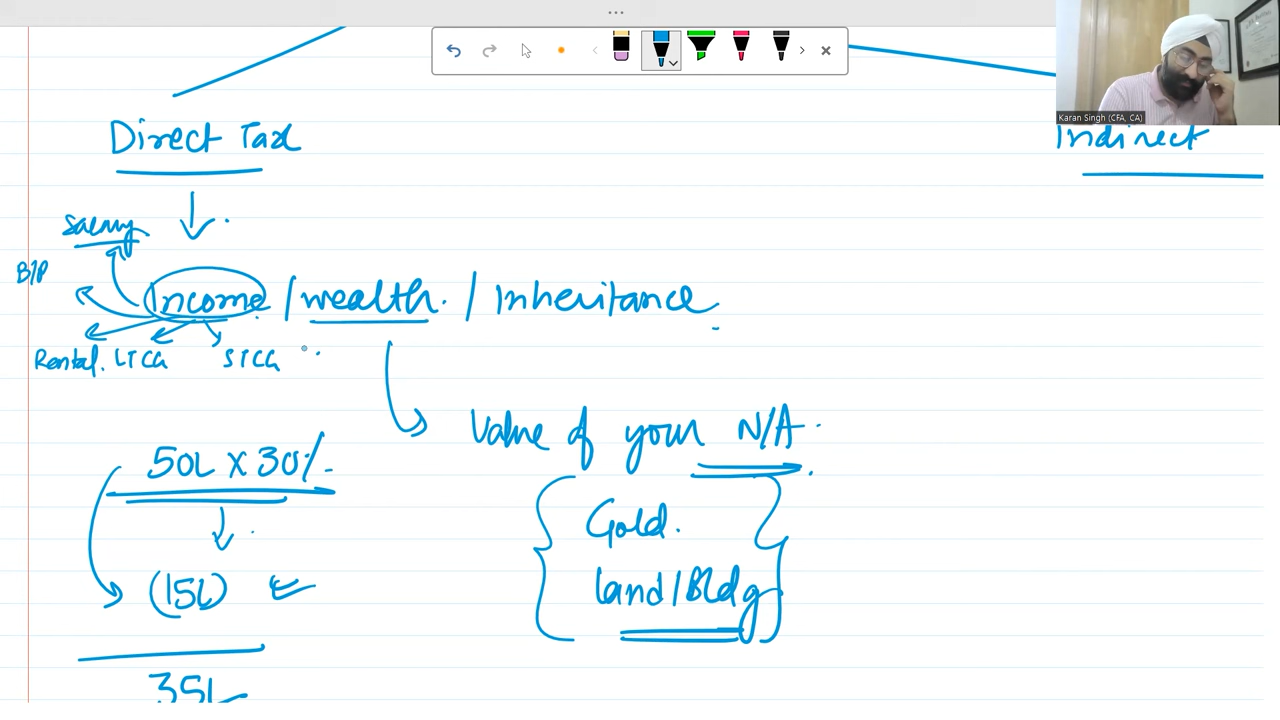 Karan Singh (CFA, CA)
Direct Tax
Indirect
Salary
B/P
Income / wealth. / Inheritance
Rental. LTCG STCG
Value of your N/A.
50L X 30%
Gold.
(15L)
land/Bldg
35L